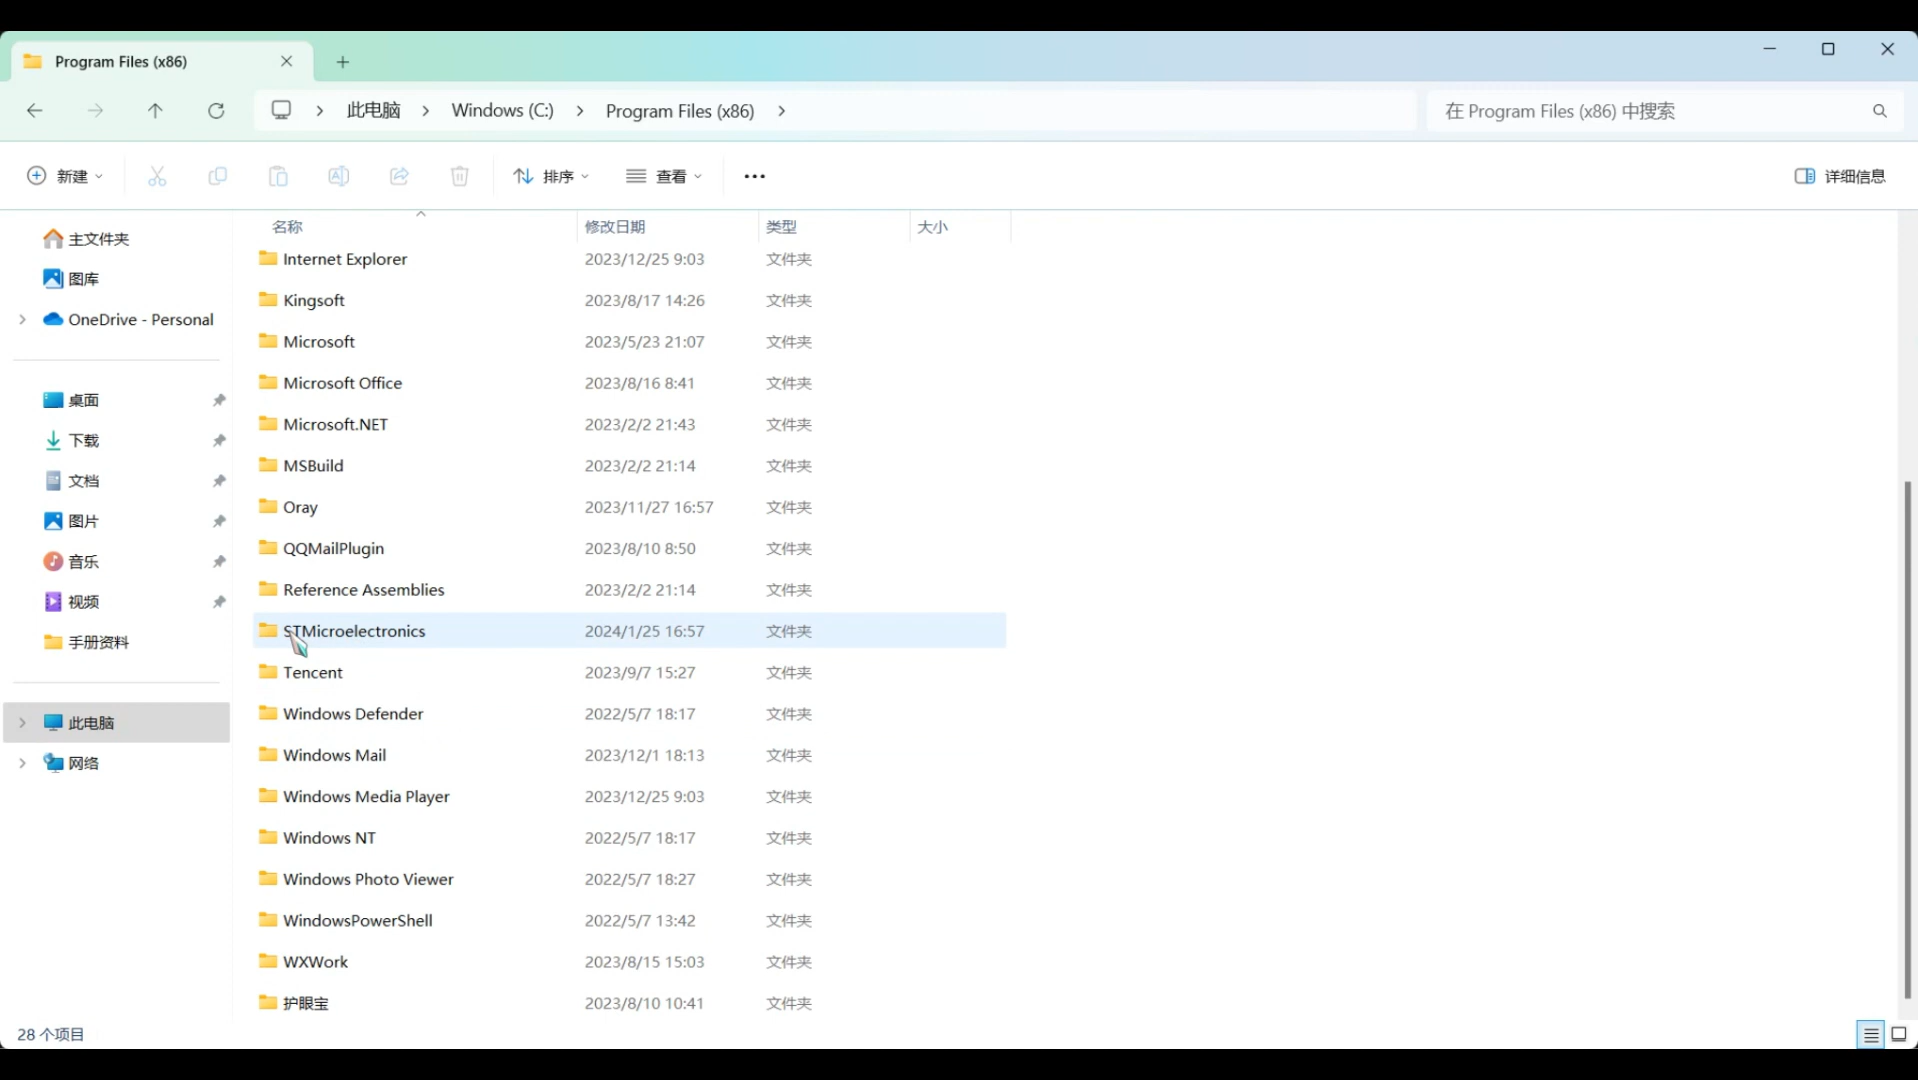 Program Files (x86)
此电脑 > Windows (C:) > Program Files (x86) >
在 Program Files (x86) 中搜索
新建
排序
查看
详细信息
主文件夹
图库
OneDrive - Personal
桌面
下载
文档
图片
音乐
视频
手册资料
此电脑
网络
名称 修改日期 类型 大小
Internet Explorer 2023/12/25 9:03 文件夹
Kingsoft 2023/8/17 14:26 文件夹
Microsoft 2023/5/23 21:07 文件夹
Microsoft Office 2023/8/16 8:41 文件夹
Microsoft.NET 2023/2/2 21:43 文件夹
MSBuild 2023/2/2 21:14 文件夹
Oray 2023/11/27 16:57 文件夹
QQMailPlugin 2023/8/10 8:50 文件夹
Reference Assemblies 2023/2/2 21:14 文件夹
STMicroelectronics 2024/1/25 16:57 文件夹
Tencent 2023/9/7 15:27 文件夹
Windows Defender 2022/5/7 18:17 文件夹
Windows Mail 2023/12/1 18:13 文件夹
Windows Media Player 2023/12/25 9:03 文件夹
Windows NT 2022/5/7 18:17 文件夹
Windows Photo Viewer 2022/5/7 18:27 文件夹
WindowsPowerShell 2022/5/7 13:42 文件夹
WXWork 2023/8/15 15:03 文件夹
护眼宝 2023/8/10 10:41 文件夹
28 个项目